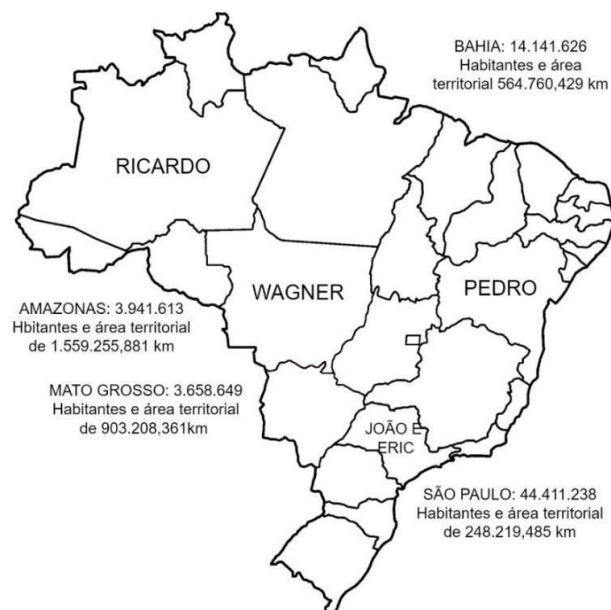 BAHIA: 14.141.626
Habitantes e área
territorial 564.760,429 km
RICARDO
WAGNER
PEDRO
AMAZONAS: 3.941.613
Hbitantes e área territorial
de 1.559.255,881 km
MATO GROSSO: 3.658.649
Habitantes e área territorial
de 903.208,361km
JOÃO E
ERIC
SÃO PAULO: 44.411.238
Habitantes e área territorial
de 248.219,485 km